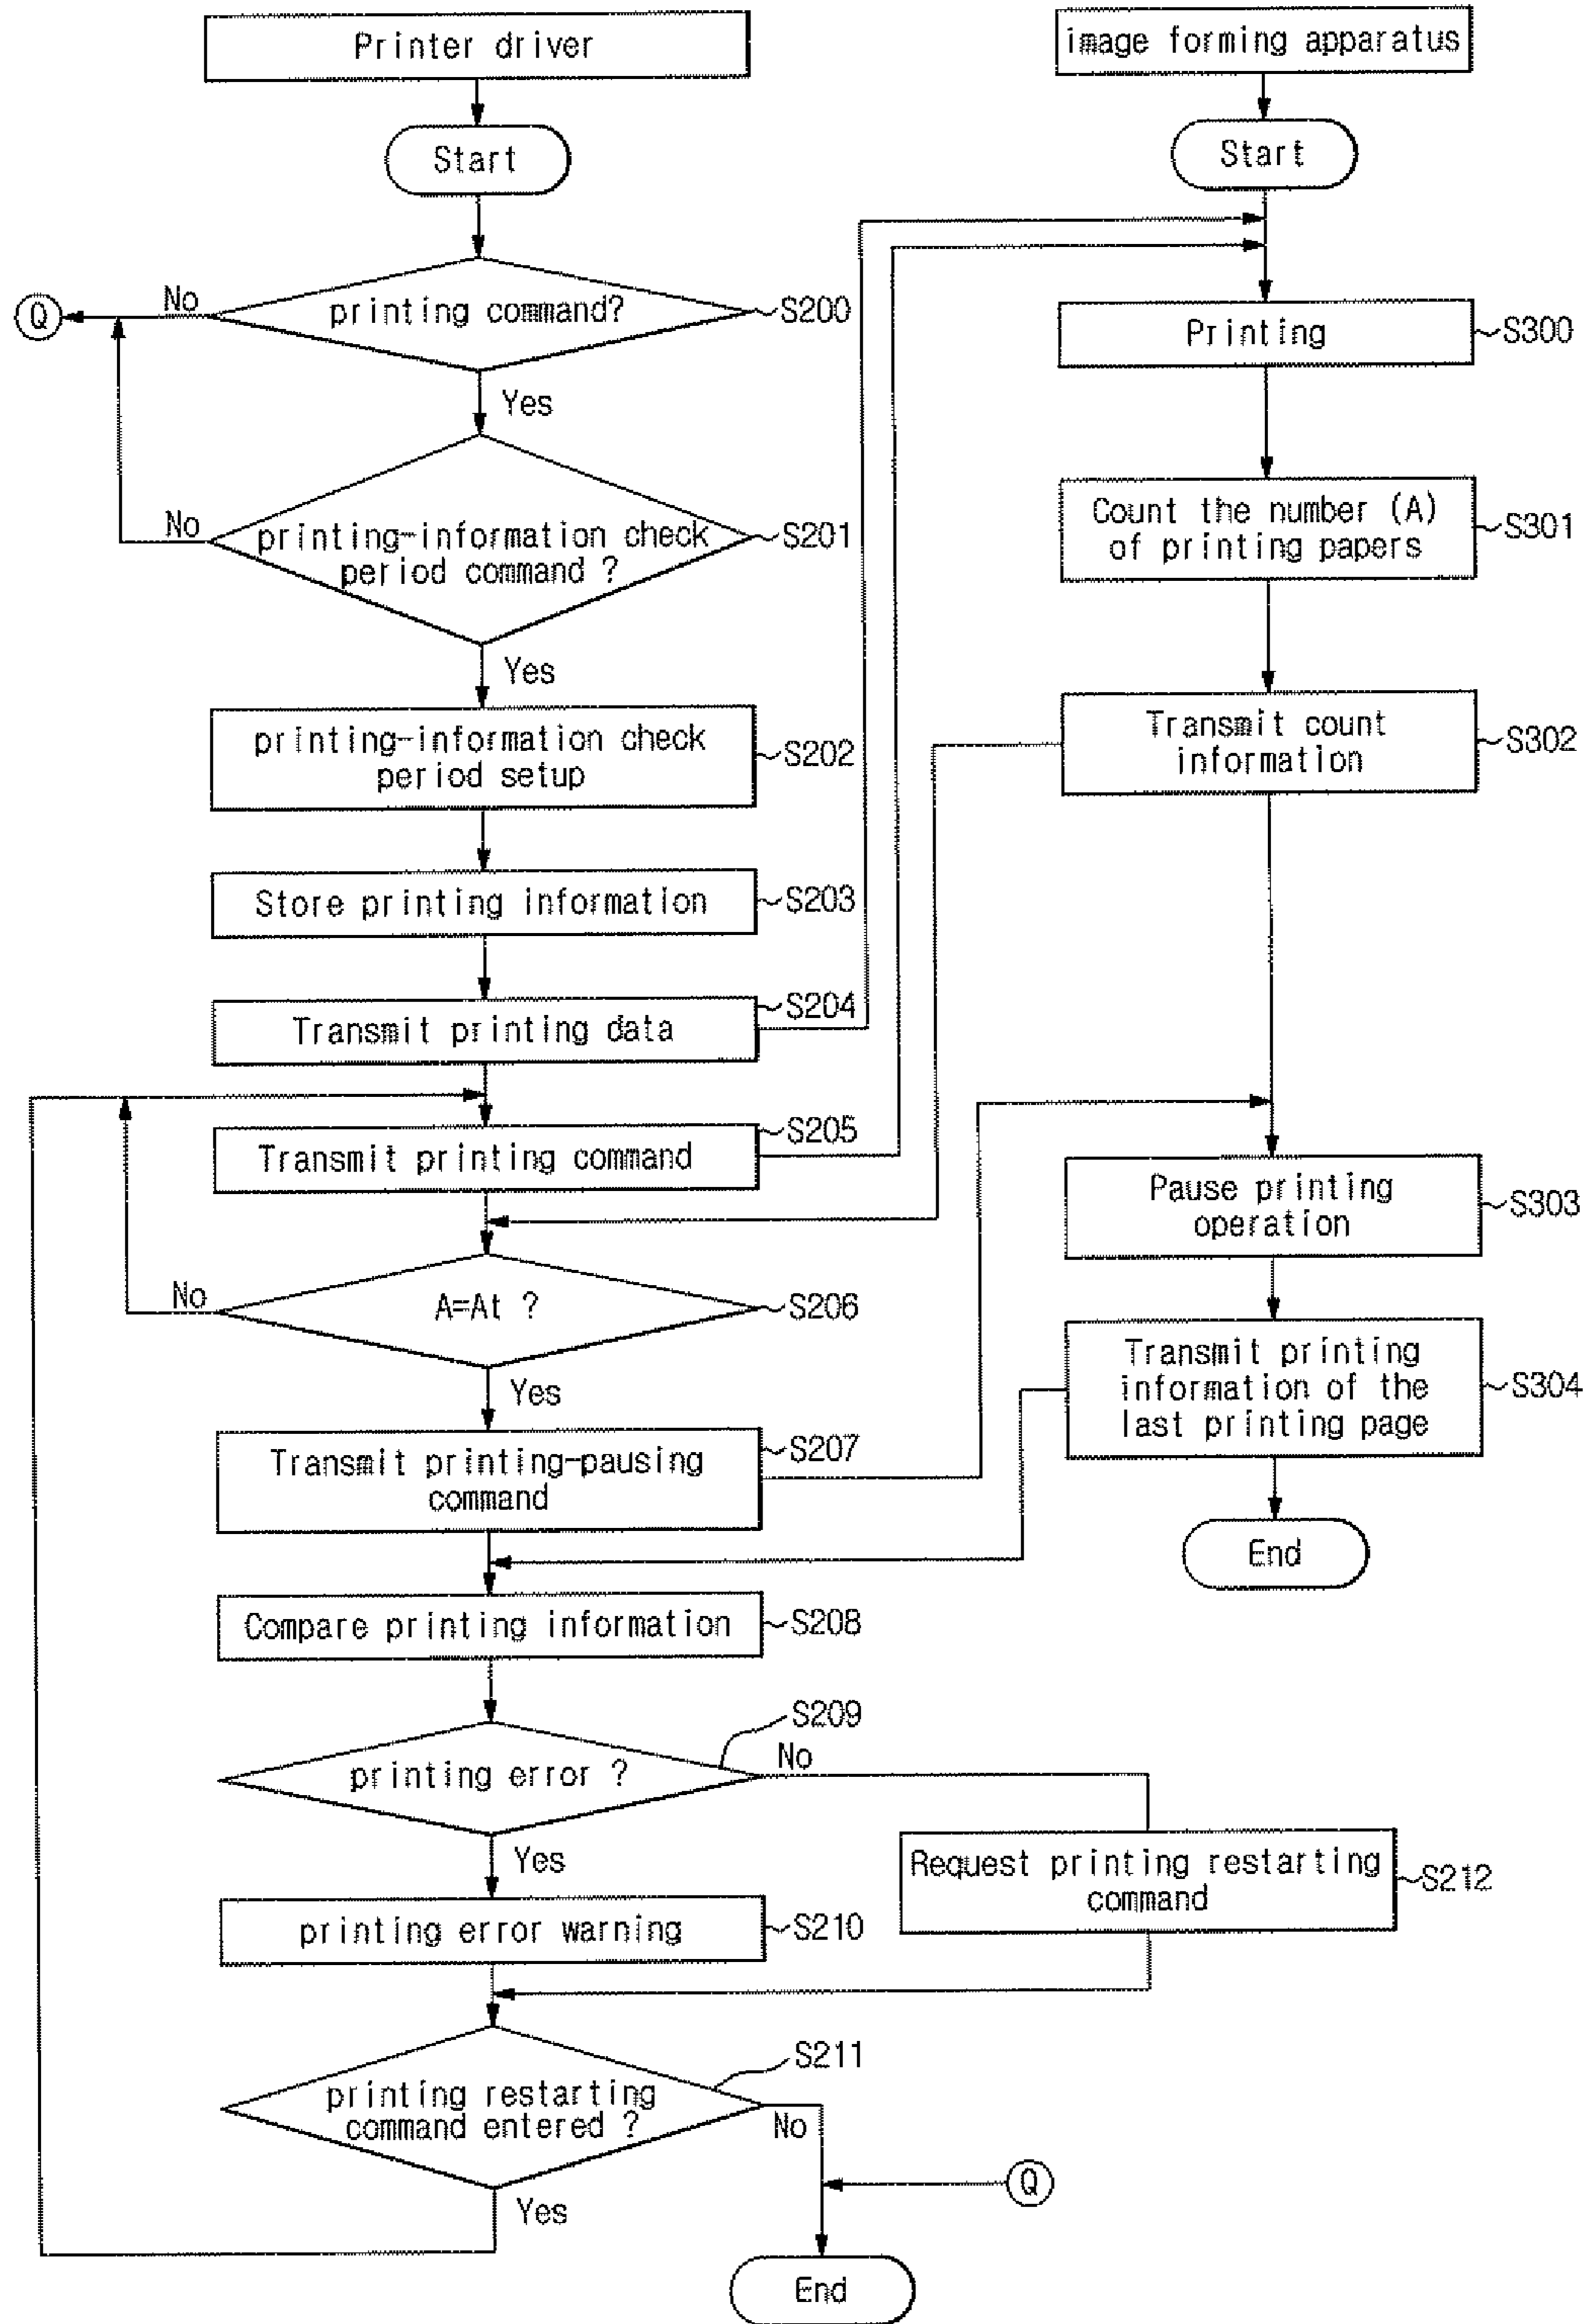 Printer driver
Start
printing command?
S200
No
Q
Yes
printing-information check
period command ?
S201
No
Yes
printing-information check
period setup
S202
Store printing information
S203
Transmit printing data
S204
Transmit printing command
S205
A=At ?
S206
No
Yes
Transmit printing-pausing
command
S207
Compare printing information
S208
printing error ?
S209
No
Yes
printing error warning
S210
Request printing restarting
command
S212
printing restarting
command entered ?
S211
No
Yes
Q
End
image forming apparatus
Start
Printing
S300
Count the number (A)
of printing papers
S301
Transmit count
information
S302
Pause printing
operation
S303
Transmit printing
information of the
last printing page
S304
End